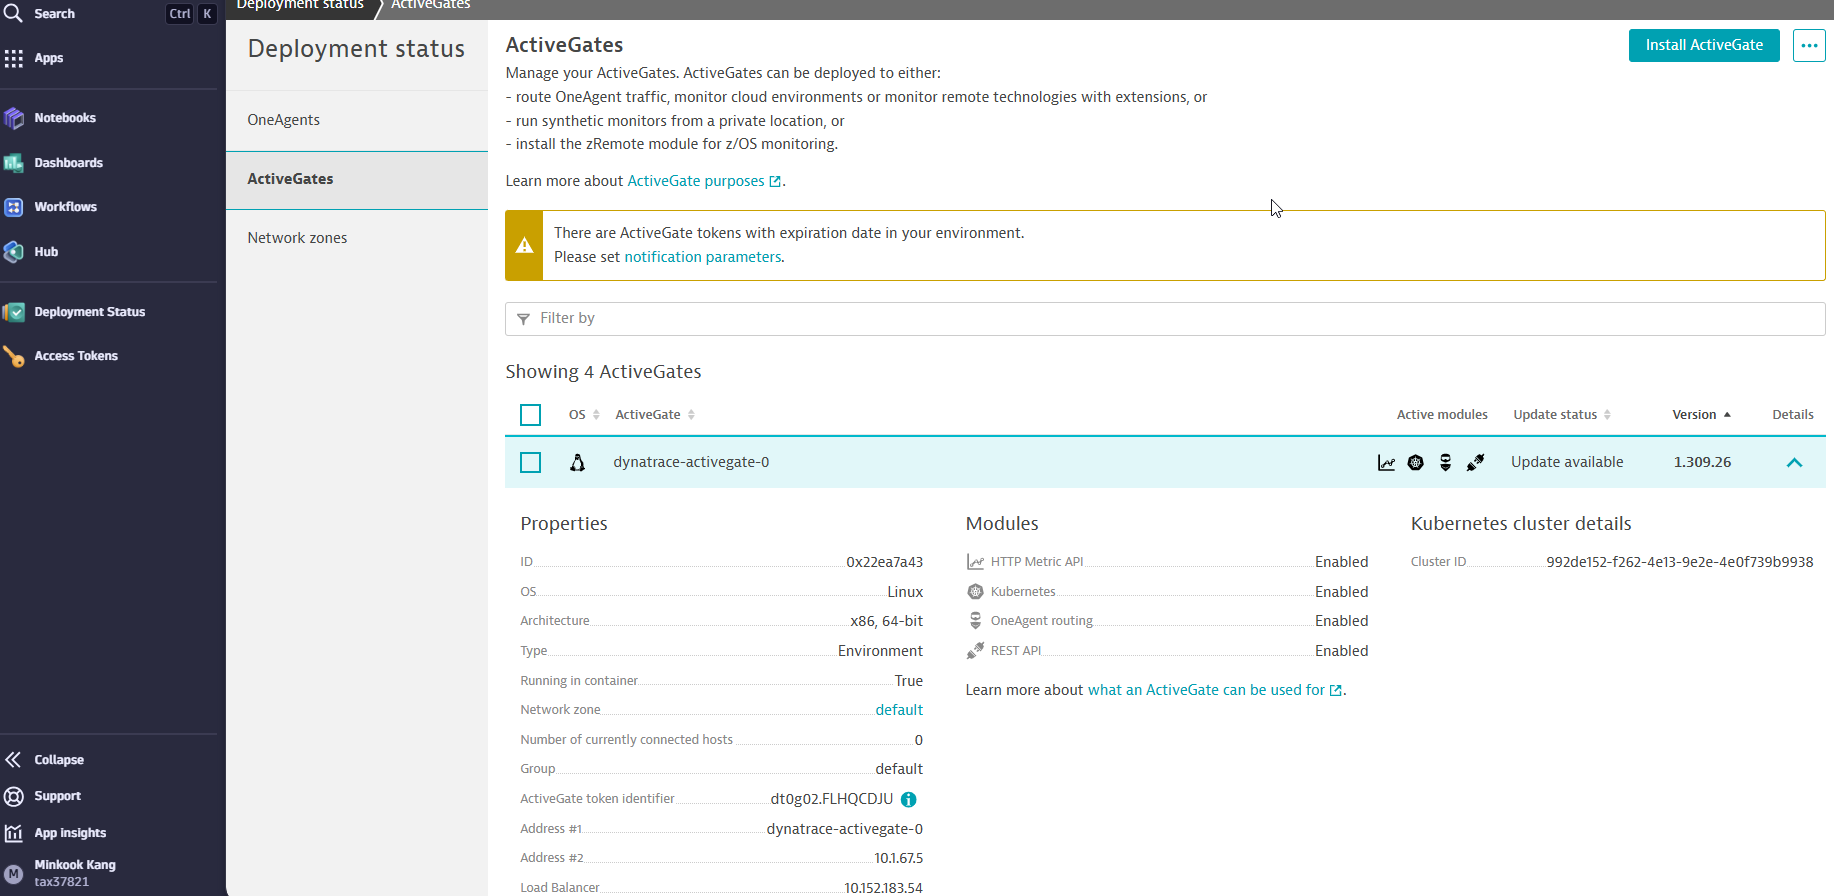 Search
Ctrl K
Apps
Notebooks
Dashboards
Workflows
Hub
Deployment Status
Access Tokens
Collapse
Support
App insights
M
Minkook Kang
tax37821
Deployment status
ActiveGates
Deployment status
OneAgents
ActiveGates
Network zones
ActiveGates
Install ActiveGate
Manage your ActiveGates. ActiveGates can be deployed to either:
- route OneAgent traffic, monitor cloud environments or monitor remote technologies with extensions, or
- run synthetic monitors from a private location, or
- install the zRemote module for z/OS monitoring.
Learn more about ActiveGate purposes.
There are ActiveGate tokens with expiration date in your environment.
Please set notification parameters.
Filter by
Showing 4 ActiveGates
OS ActiveGate Active modules Update status Version Details
dynatrace-activegate-0 Update available 1.309.26
Properties
ID 0x22ea7a43
OS Linux
Architecture x86, 64-bit
Type Environment
Running in container True
Network zone default
Number of currently connected hosts 0
Group default
ActiveGate token identifier dt0g02.FLHQCDJU
Address #1 dynatrace-activegate-0
Address #2 10.1.67.5
Load Balancer 10.152.183.54
Modules
HTTP Metric API Enabled
Kubernetes Enabled
OneAgent routing Enabled
REST API Enabled
Learn more about what an ActiveGate can be used for.
Kubernetes cluster details
Cluster ID 992de152-f262-4e13-9e2e-4e0f739b9938